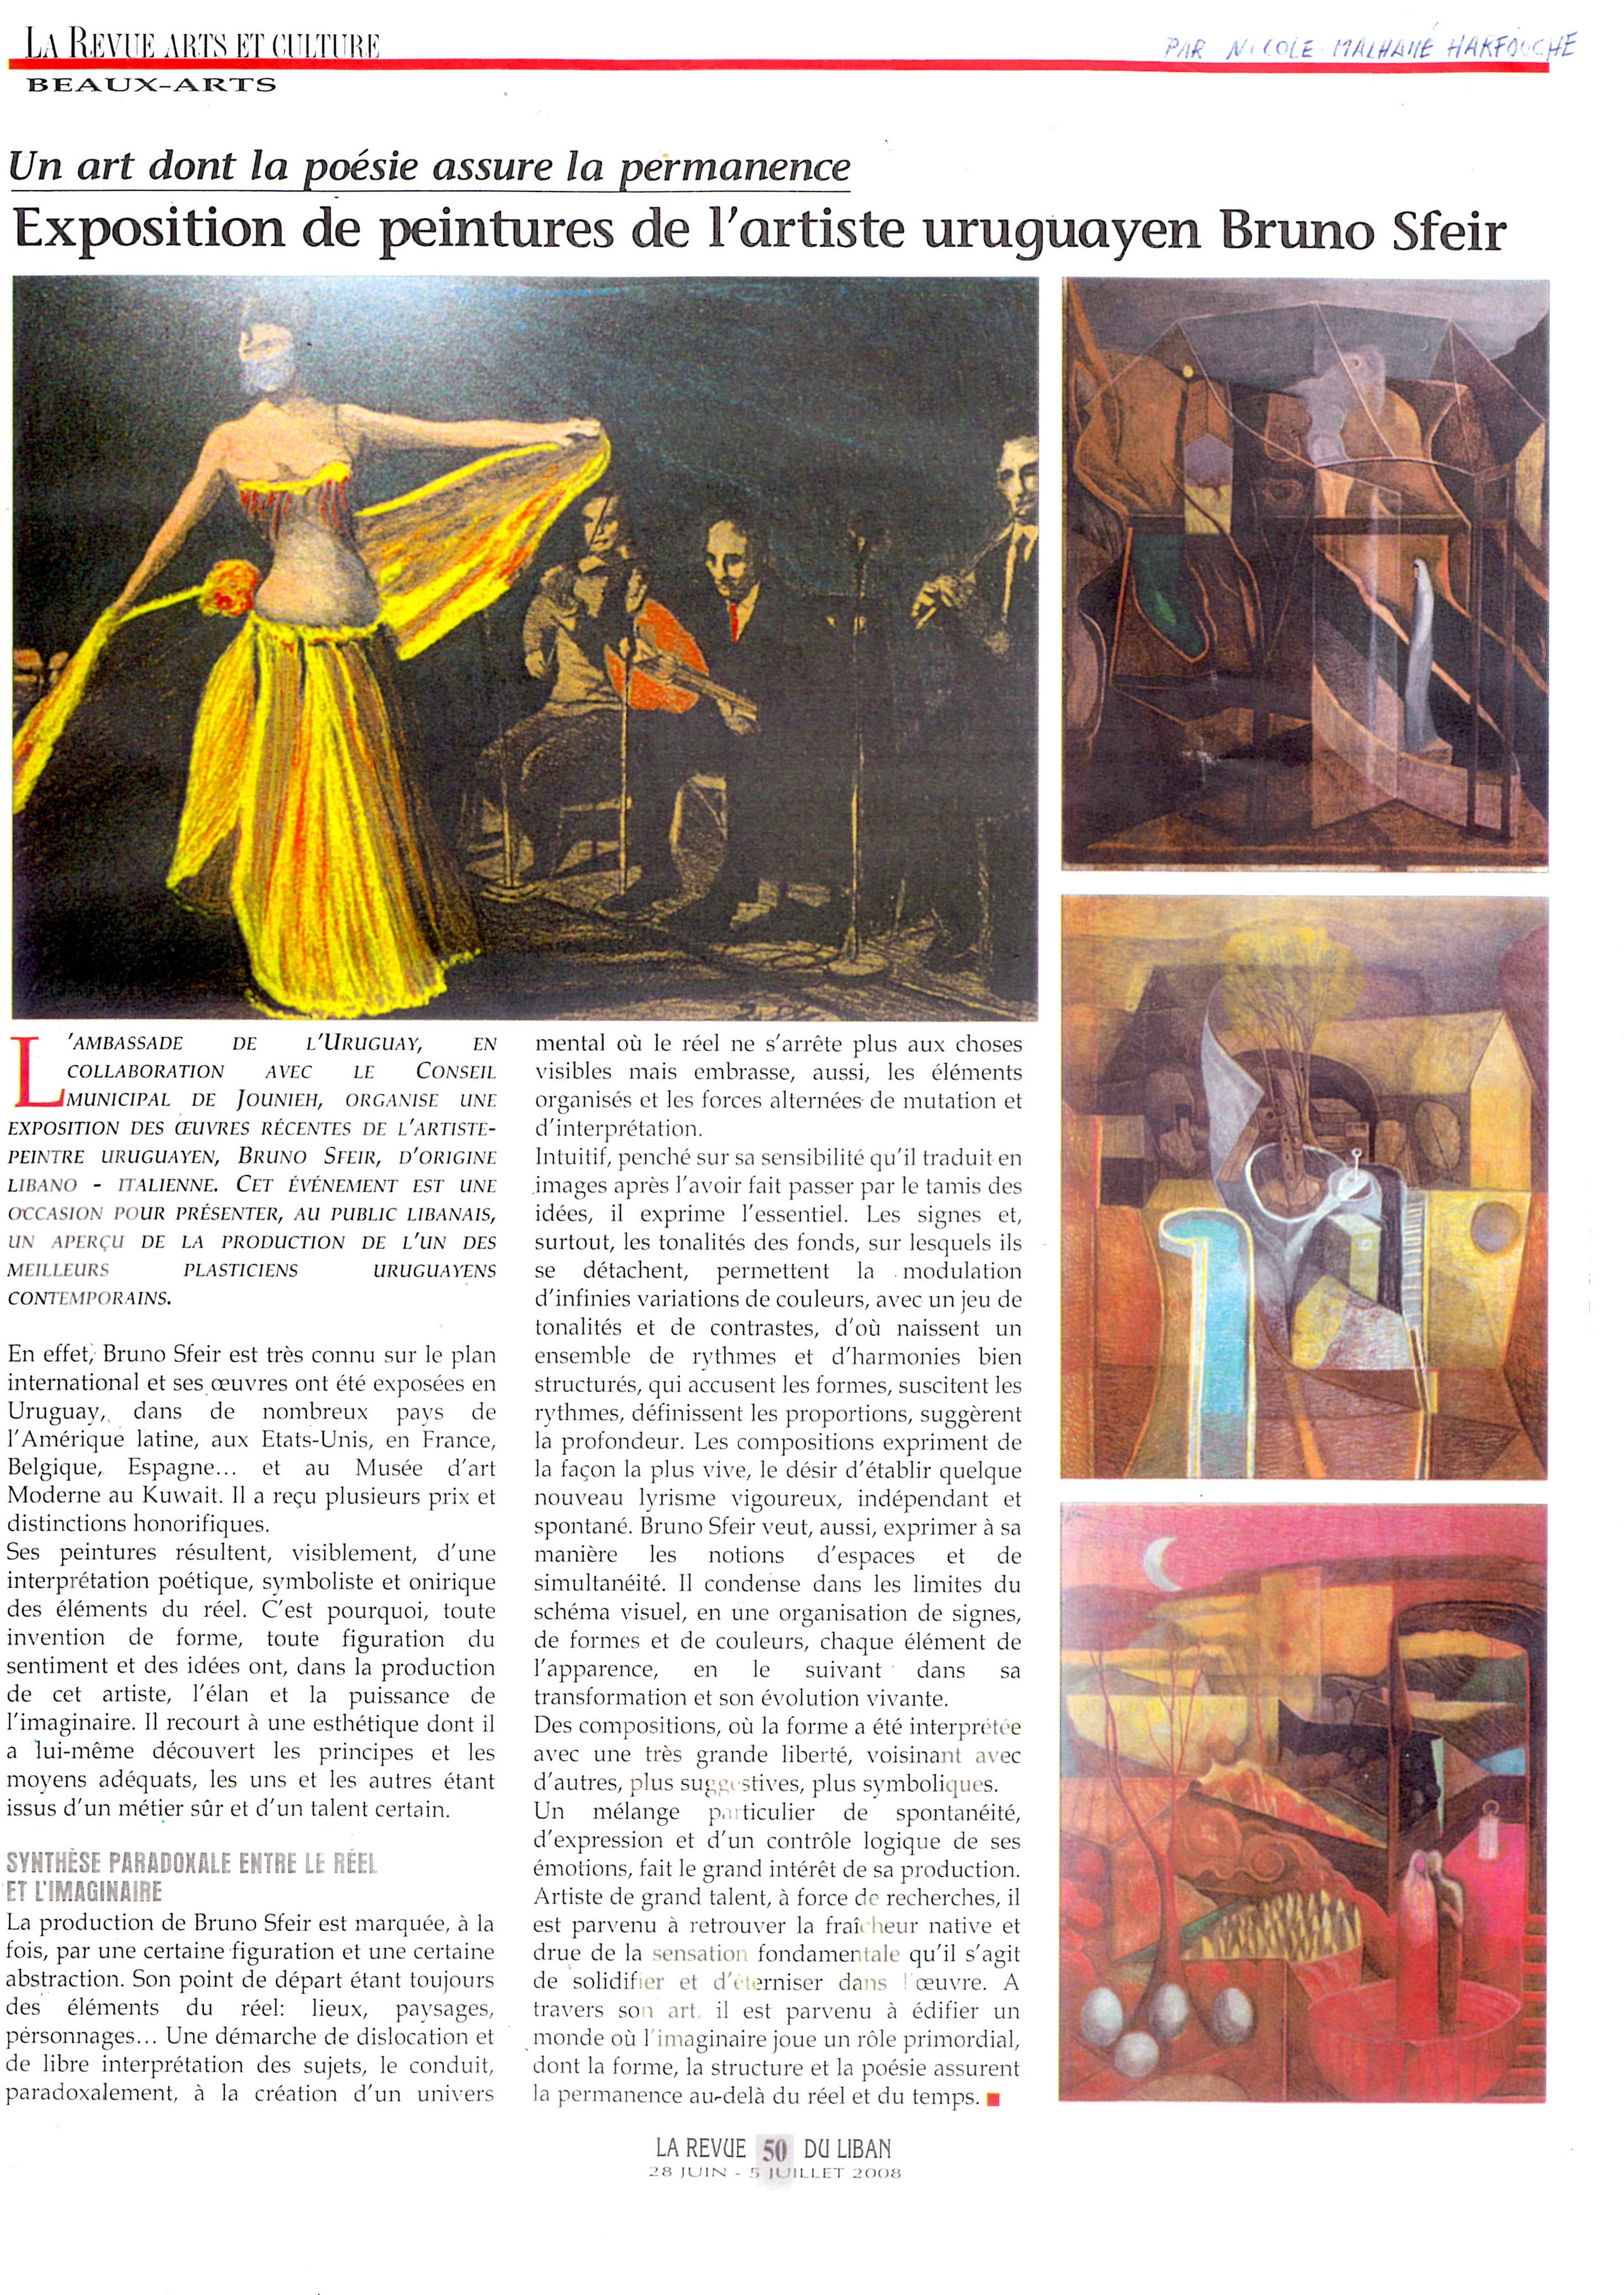 LA REVUE ARTS ET CULTURE
PAR NICOLE MALHAMÉ HARFOUCHE
BEAUX-ARTS
Un art dont la poésie assure la permanence
Exposition de peintures de l'artiste uruguayen Bruno Sfeir
L'AMBASSADE DE L'URUGUAY, EN
COLLABORATION AVEC LE CONSEIL
MUNICIPAL DE JOUNIEH, ORGANISE UNE
EXPOSITION DES ŒUVRES RÉCENTES DE L'ARTISTE-
PEINTRE URUGUAYEN, BRUNO SFEIR, D'ORIGINE
LIBANO - ITALIENNE. CET ÉVÉNEMENT EST UNE
OCCASION POUR PRÉSENTER, AU PUBLIC LIBANAIS,
UN APERÇU DE LA PRODUCTION DE L'UN DES
MEILLEURS PLASTICIENS URUGUAYENS
CONTEMPORAINS.
En effet, Bruno Sfeir est très connu sur le plan
international et ses œuvres ont été exposées en
Uruguay, dans de nombreux pays de
l'Amérique latine, aux Etats-Unis, en France,
Belgique, Espagne... et au Musée d'art
Moderne au Kuwait. Il a reçu plusieurs prix et
distinctions honorifiques.
Ses peintures résultent, visiblement, d'une
interprétation poétique, symboliste et onirique
des éléments du réel. C'est pourquoi, toute
invention de forme, toute figuration du
sentiment et des idées ont, dans la production
de cet artiste, l'élan et la puissance de
l'imaginaire. Il recourt à une esthétique dont il
a lui-même découvert les principes et les
moyens adéquats, les uns et les autres étant
issus d'un métier sûr et d'un talent certain.
SYNTHÈSE PARADOXALE ENTRE LE RÉEL
ET L'IMAGINAIRE
La production de Bruno Sfeir est marquée, à la
fois, par une certaine figuration et une certaine
abstraction. Son point de départ étant toujours
des éléments du réel: lieux, paysages,
personnages... Une démarche de dislocation et
de libre interprétation des sujets, le conduit,
paradoxalement, à la création d'un univers
mental où le réel ne s'arrête plus aux choses
visibles mais embrasse, aussi, les éléments
organisés et les forces alternées de mutation et
d'interprétation.
Intuitif, penché sur sa sensibilité qu'il traduit en
images après l'avoir fait passer par le tamis des
idées, il exprime l'essentiel. Les signes et,
surtout, les tonalités des fonds, sur lesquels ils
se détachent, permettent la modulation
d'infinies variations de couleurs, avec un jeu de
tonalités et de contrastes, d'où naissent un
ensemble de rythmes et d'harmonies bien
structurés, qui accusent les formes, suscitent les
rythmes, définissent les proportions, suggèrent
la profondeur. Les compositions expriment de
la façon la plus vive, le désir d'établir quelque
nouveau lyrisme vigoureux, indépendant et
spontané. Bruno Sfeir veut, aussi, exprimer à sa
manière les notions d'espaces et de
simultanéité. Il condense dans les limites du
schéma visuel, en une organisation de signes,
de formes et de couleurs, chaque élément de
l'apparence, en le suivant dans sa
transformation et son évolution vivante.
Des compositions, où la forme a été interprétée
avec une très grande liberté, voisinant avec
d'autres, plus suggestives, plus symboliques.
Un mélange particulier de spontanéité,
d'expression et d'un contrôle logique de ses
émotions, fait le grand intérêt de sa production.
Artiste de grand talent, à force de recherches, il
est parvenu à retrouver la fraîcheur native et
drue de la sensation fondamentale qu'il s'agit
de solidifier et d'éterniser dans l'œuvre. A
travers son art, il est parvenu à édifier un
monde où l'imaginaire joue un rôle primordial,
dont la forme, la structure et la poésie assurent
la permanence au-delà du réel et du temps.
LA REVUE 50 DU LIBAN
28 JUIN - 5 JUILLET 2008